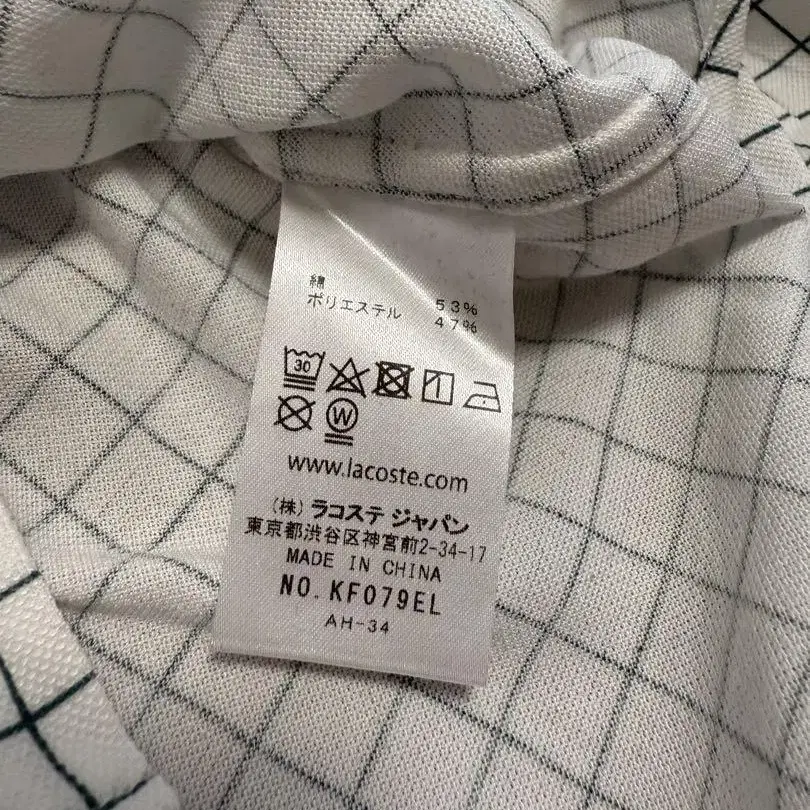 綿 53%
ポリエステル 47%
30
W
www.lacoste.com
(株) ラコステ ジャパン
東京都渋谷区神宮前2-34-17
MADE IN CHINA
NO. KF079EL
AH-34